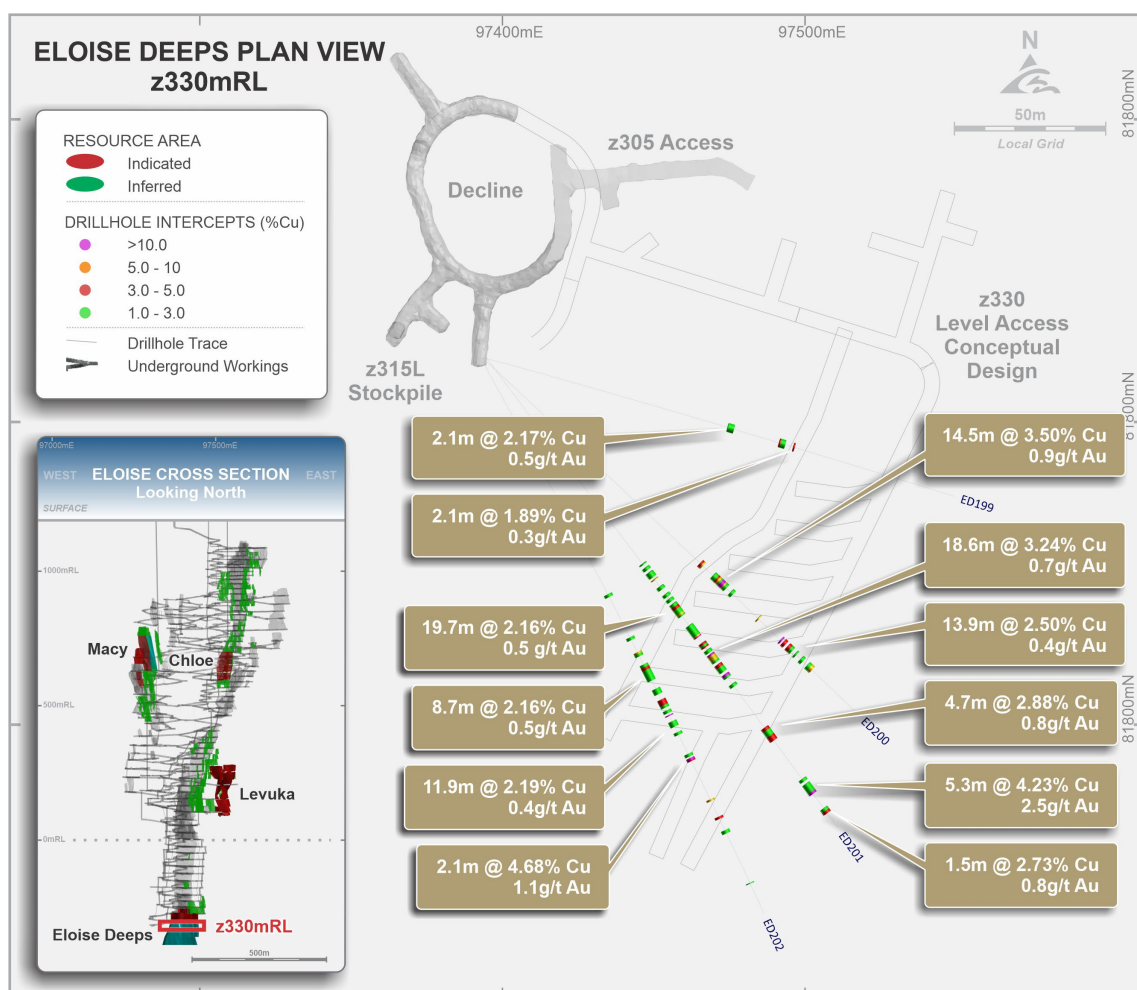 ELOISE DEEPS PLAN VIEW
z330mRL
97400mE
97500mE
N
50m
Local Grid
81800mN
81800mN
81800mN
RESOURCE AREA
Indicated
Inferred
DRILLHOLE INTERCEPTS (%Cu)
>10.0
5.0 - 10
3.0 - 5.0
1.0 - 3.0
Drillhole Trace
Underground Workings
Decline
z305 Access
z315L
Stockpile
z330
Level Access
Conceptual
Design
2.1m @ 2.17% Cu
0.5g/t Au
2.1m @ 1.89% Cu
0.3g/t Au
19.7m @ 2.16% Cu
0.5 g/t Au
8.7m @ 2.16% Cu
0.5g/t Au
11.9m @ 2.19% Cu
0.4g/t Au
2.1m @ 4.68% Cu
1.1g/t Au
14.5m @ 3.50% Cu
0.9g/t Au
18.6m @ 3.24% Cu
0.7g/t Au
13.9m @ 2.50% Cu
0.4g/t Au
4.7m @ 2.88% Cu
0.8g/t Au
5.3m @ 4.23% Cu
2.5g/t Au
1.5m @ 2.73% Cu
0.8g/t Au
ED199
ED200
ED201
ED202
97000mE
97500mE
WEST
ELOISE CROSS SECTION
EAST
Looking North
SURFACE
1000mRL
Macy
Chloe
500mRL
Levuka
0mRL
z330mRL
Eloise Deeps
500m